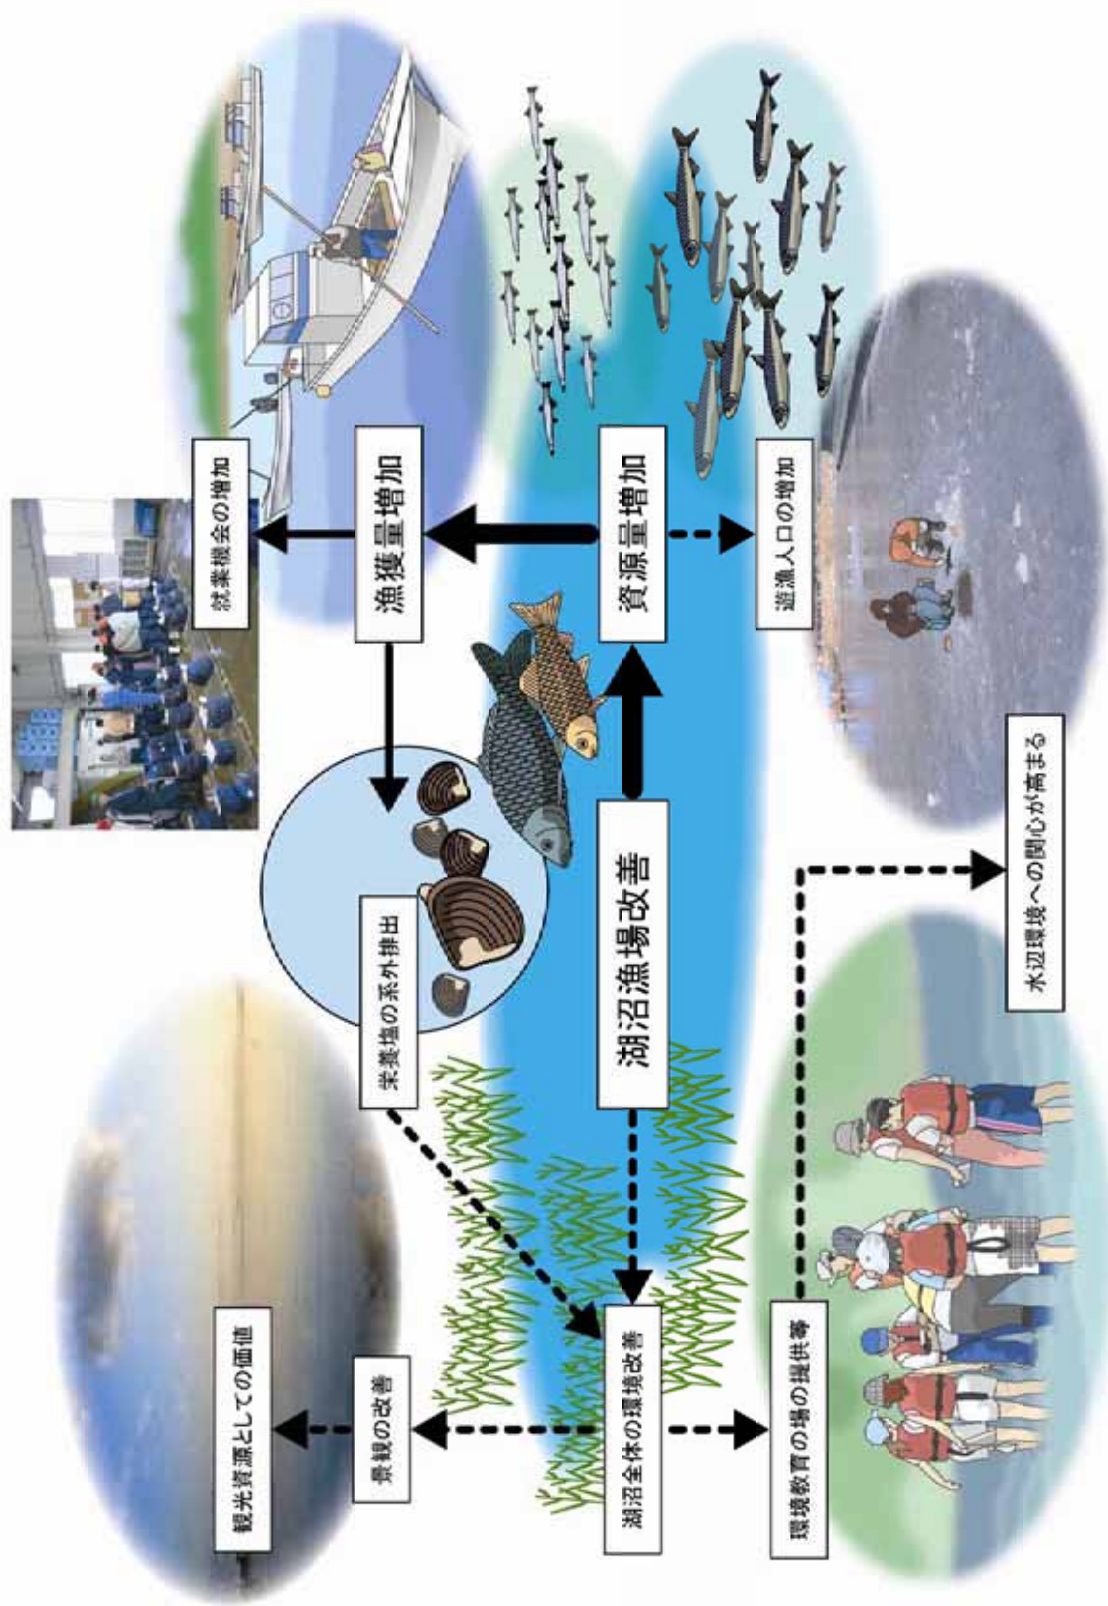 観光資源としての価値
就業機会の増加
景観の改善
栄養塩の系外排出
漁獲量増加
湖沼全体の環境改善
湖沼漁場改善
資源量増加
環境教育の場の提供等
遊漁人口の増加
水辺環境への関心が高まる